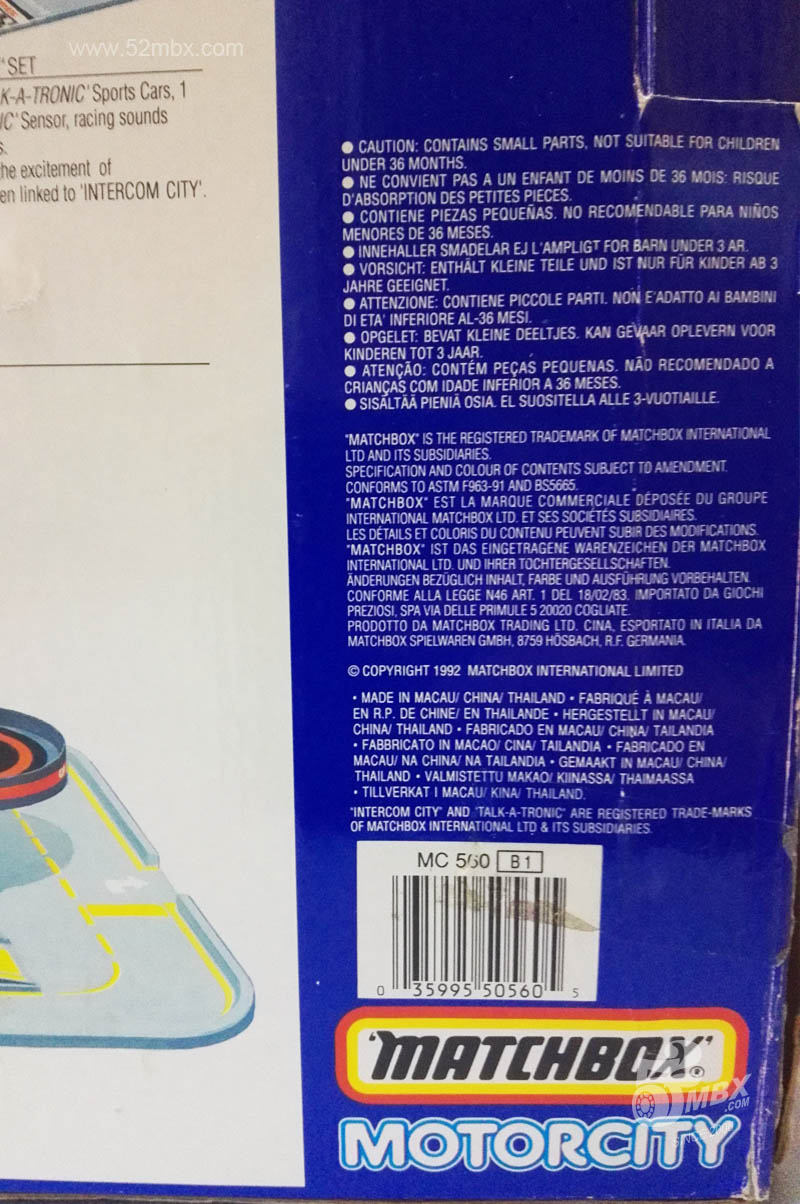 www.52mbx.com
' SET
K-A-TRONIC' Sports Cars, 1
IC' Sensor, racing sounds
s.
he excitement of
en linked to 'INTERCOM CITY'.
● CAUTION: CONTAINS SMALL PARTS, NOT SUITABLE FOR CHILDREN
UNDER 36 MONTHS.
● NE CONVIENT PAS A UN ENFANT DE MOINS DE 36 MOIS: RISQUE
D'ABSORPTION DES PETITES PIECES.
● CONTIENE PIEZAS PEQUEÑAS. NO RECOMENDABLE PARA NIÑOS
MENORES DE 36 MESES.
● INNEHALLER SMADELAR EJ L'AMPLIGT FOR BARN UNDER 3 AR.
● VORSICHT: ENTHÄLT KLEINE TEILE UND IST NUR FÜR KINDER AB 3
JAHRE GEEIGNET.
● ATTENZIONE: CONTIENE PICCOLE PARTI. NON E'ADATTO AI BAMBINI
DI ETA' INFERIORE AL-36 MESI.
● OPGELET: BEVAT KLEINE DEELTJES. KAN GEVAAR OPLEVERN VOOR
KINDEREN TOT 3 JAAR.
● ATENÇÃO: CONTÉM PEÇAS PEQUENAS. NÃO RECOMENDADO A
CRIANÇAS COM IDADE INFERIOR A 36 MESES.
● SISÄLTÄÄ PIENIÄ OSIA. EL SUOSITELLA ALLE 3-VUOTIAILLE.
"MATCHBOX" IS THE REGISTERED TRADEMARK OF MATCHBOX INTERNATIONAL
LTD AND ITS SUBSIDIARIES.
SPECIFICATION AND COLOUR OF CONTENTS SUBJECT TO AMENDMENT.
CONFORMS TO ASTM F963-91 AND BS5665.
"MATCHBOX" EST LA MARQUE COMMERCIALE DÉPOSÉE DU GROUPE
INTERNATIONAL MATCHBOX LTD. ET SES SOCIÉTÉS SUBSIDIAIRES.
LES DÉTAILS ET COLORIS DU CONTENU PEUVENT SUBIR DES MODIFICATIONS.
"MATCHBOX" IST DAS EINGETRAGENE WARENZEICHEN DER MATCHBOX
INTERNATIONAL LTD. UND IHRER TOCHTERGESELLSCHAFTEN.
ÄNDERUNGEN BEZÜGLICH INHALT, FARBE UND AUSFÜHRUNG VORBEHALTEN.
CONFORME ALLA LEGGE N46 ART. 1 DEL 18/02/83. IMPORTATO DA GIOCHI
PREZIOSI, SPA VIA DELLE PRIMULE 5 20020 COGLIATE.
PRODOTTO DA MATCHBOX TRADING LTD. CINA, ESPORTATO IN ITALIA DA
MATCHBOX SPIELWAREN GMBH, 8759 HÖSBACH, R.F. GERMANIA.
© COPYRIGHT 1992 MATCHBOX INTERNATIONAL LIMITED
• MADE IN MACAU/ CHINA/ THAILAND • FABRIQUÉ À MACAU/
EN R.P. DE CHINE/ EN THAILANDE • HERGESTELLT IN MACAU/
CHINA/ THAILAND • FABRICADO EN MACAU/ CHINA/ TAILANDIA
• FABBRICATO IN MACAO/ CINA/ TAILANDIA • FABRICADO EN
MACAU/ NA CHINA/ NA TAILANDIA • GEMAAKT IN MACAU/ CHINA/
THAILAND • VALMISTETTU MAKAO/ KIINASSA/ THAIMAASSA
• TILLVERKAT I MACAU/ KINA/ THAILAND.
'INTERCOM CITY' AND 'TALK-A-TRONIC' ARE REGISTERED TRADE-MARKS
OF MATCHBOX INTERNATIONAL LTD & ITS SUBSIDIARIES.
MC 560 B1
0 35995 50560 5
'MATCHBOX'®
MBX
.COM
MOTORCITY